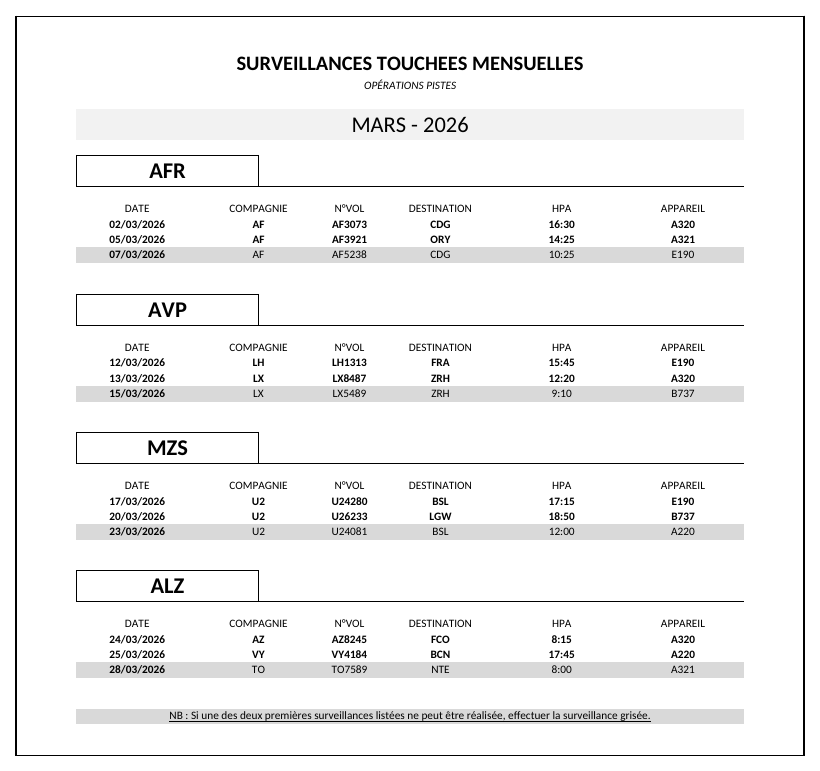 SURVEILLANCES TOUCHEES MENSUELLES
OPÉRATIONS PISTES
MARS - 2026
AFR
DATE COMPAGNIE N°VOL DESTINATION HPA APPAREIL
02/03/2026 AF AF3073 CDG 16:30 A320
05/03/2026 AF AF3921 ORY 14:25 A321
07/03/2026 AF AF5238 CDG 10:25 E190
AVP
DATE COMPAGNIE N°VOL DESTINATION HPA APPAREIL
12/03/2026 LH LH1313 FRA 15:45 E190
13/03/2026 LX LX8487 ZRH 12:20 A320
15/03/2026 LX LX5489 ZRH 9:10 B737
MZS
DATE COMPAGNIE N°VOL DESTINATION HPA APPAREIL
17/03/2026 U2 U24280 BSL 17:15 E190
20/03/2026 U2 U26233 LGW 18:50 B737
23/03/2026 U2 U24081 BSL 12:00 A220
ALZ
DATE COMPAGNIE N°VOL DESTINATION HPA APPAREIL
24/03/2026 AZ AZ8245 FCO 8:15 A320
25/03/2026 VY VY4184 BCN 17:45 A220
28/03/2026 TO TO7589 NTE 8:00 A321
NB : Si une des deux premières surveillances listées ne peut être réalisée, effectuer la surveillance grisée.